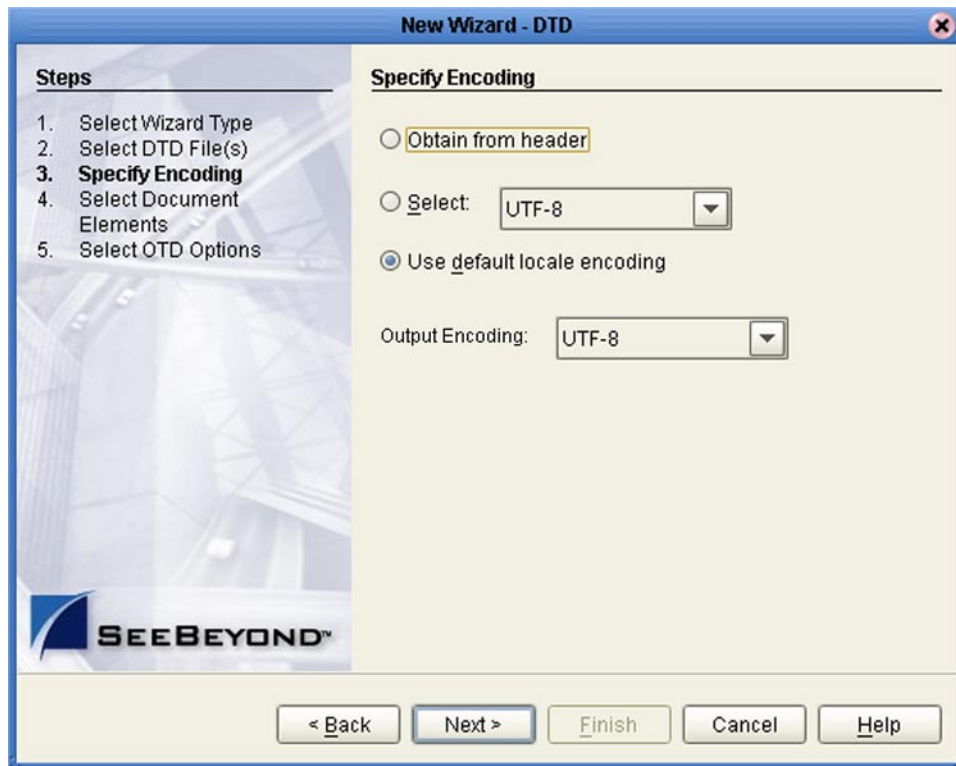 New Wizard - DTD
Steps
1. Select Wizard Type
2. Select DTD File(s)
3. Specify Encoding
4. Select Document
Elements
5. Select OTD Options
SEEBEYOND™
Specify Encoding
Obtain from header
Select: UTF-8
Use default locale encoding
Output Encoding: UTF-8
< Back Next > Finish Cancel Help